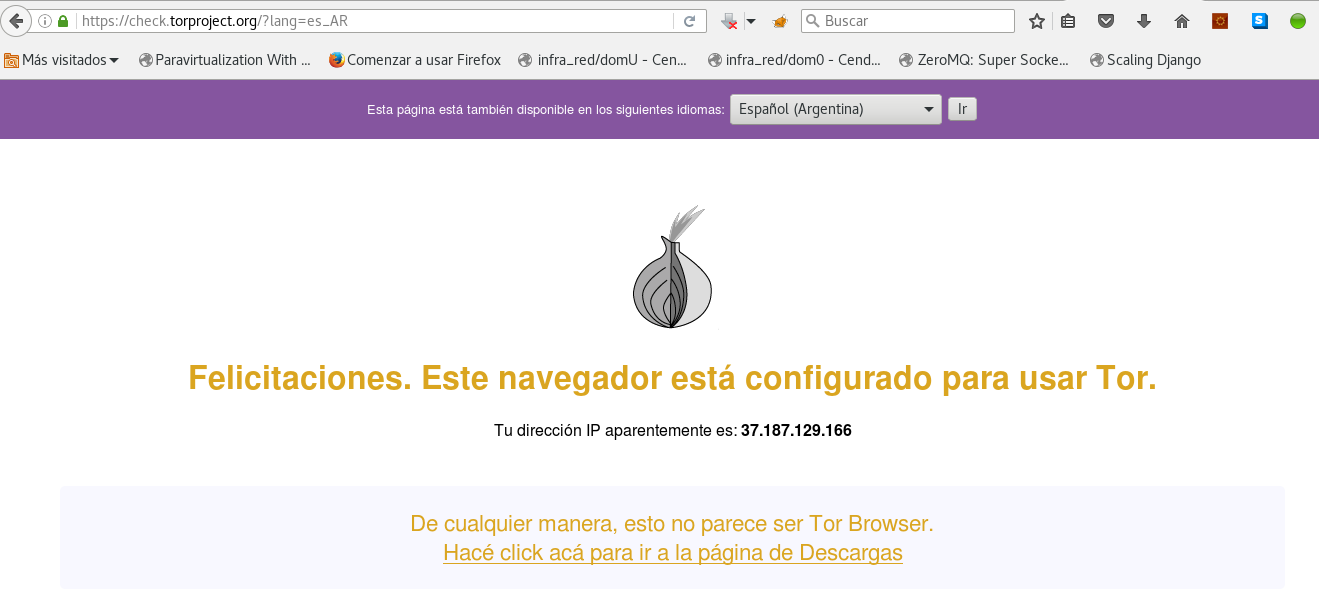 https://check.torproject.org/?lang=es_AR
Buscar
Más visitados Paravirtualization With ... Comenzar a usar Firefox infra_red/domU - Cen... infra_red/dom0 - Cend... ZeroMQ: Super Socke... Scaling Django
Esta página está también disponible en los siguientes idiomas: Español (Argentina) Ir
Felicitaciones. Este navegador está configurado para usar Tor.
Tu dirección IP aparentemente es: 37.187.129.166
De cualquier manera, esto no parece ser Tor Browser.
Hacé click acá para ir a la página de Descargas